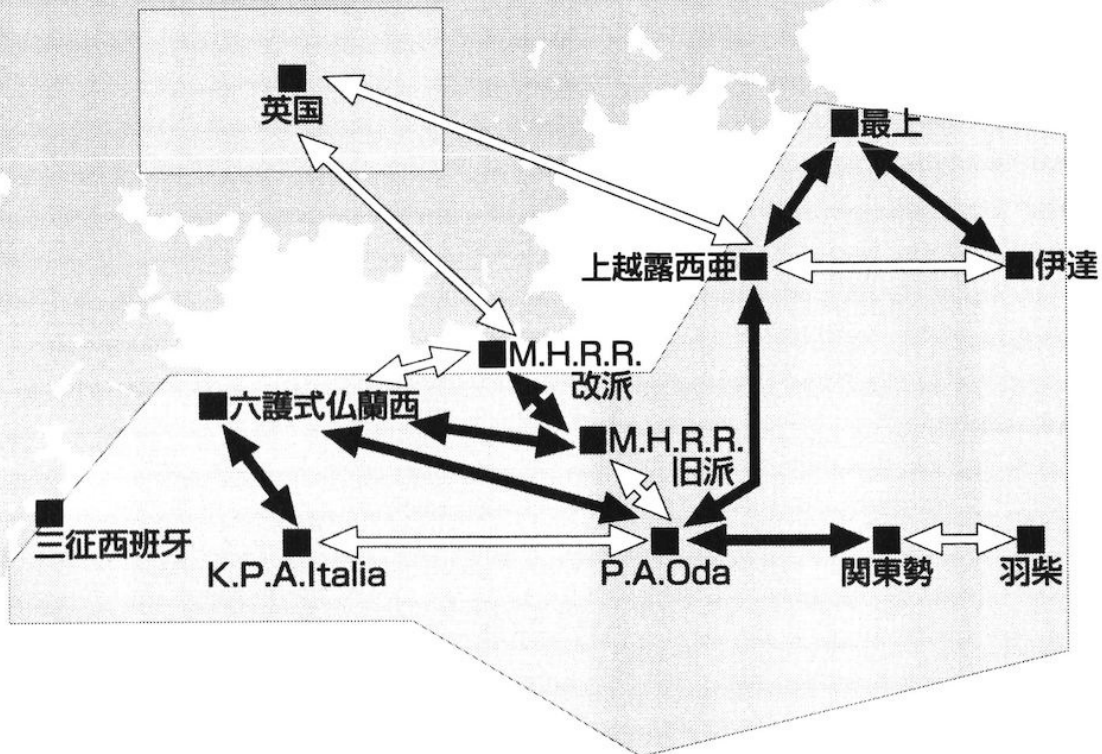 英国
最上
上越露西亜
伊達
M.H.R.R.
改派
六護式仏蘭西
M.H.R.R.
旧派
三征西班牙
K.P.A.Italia
P.A.Oda
関東勢
羽柴